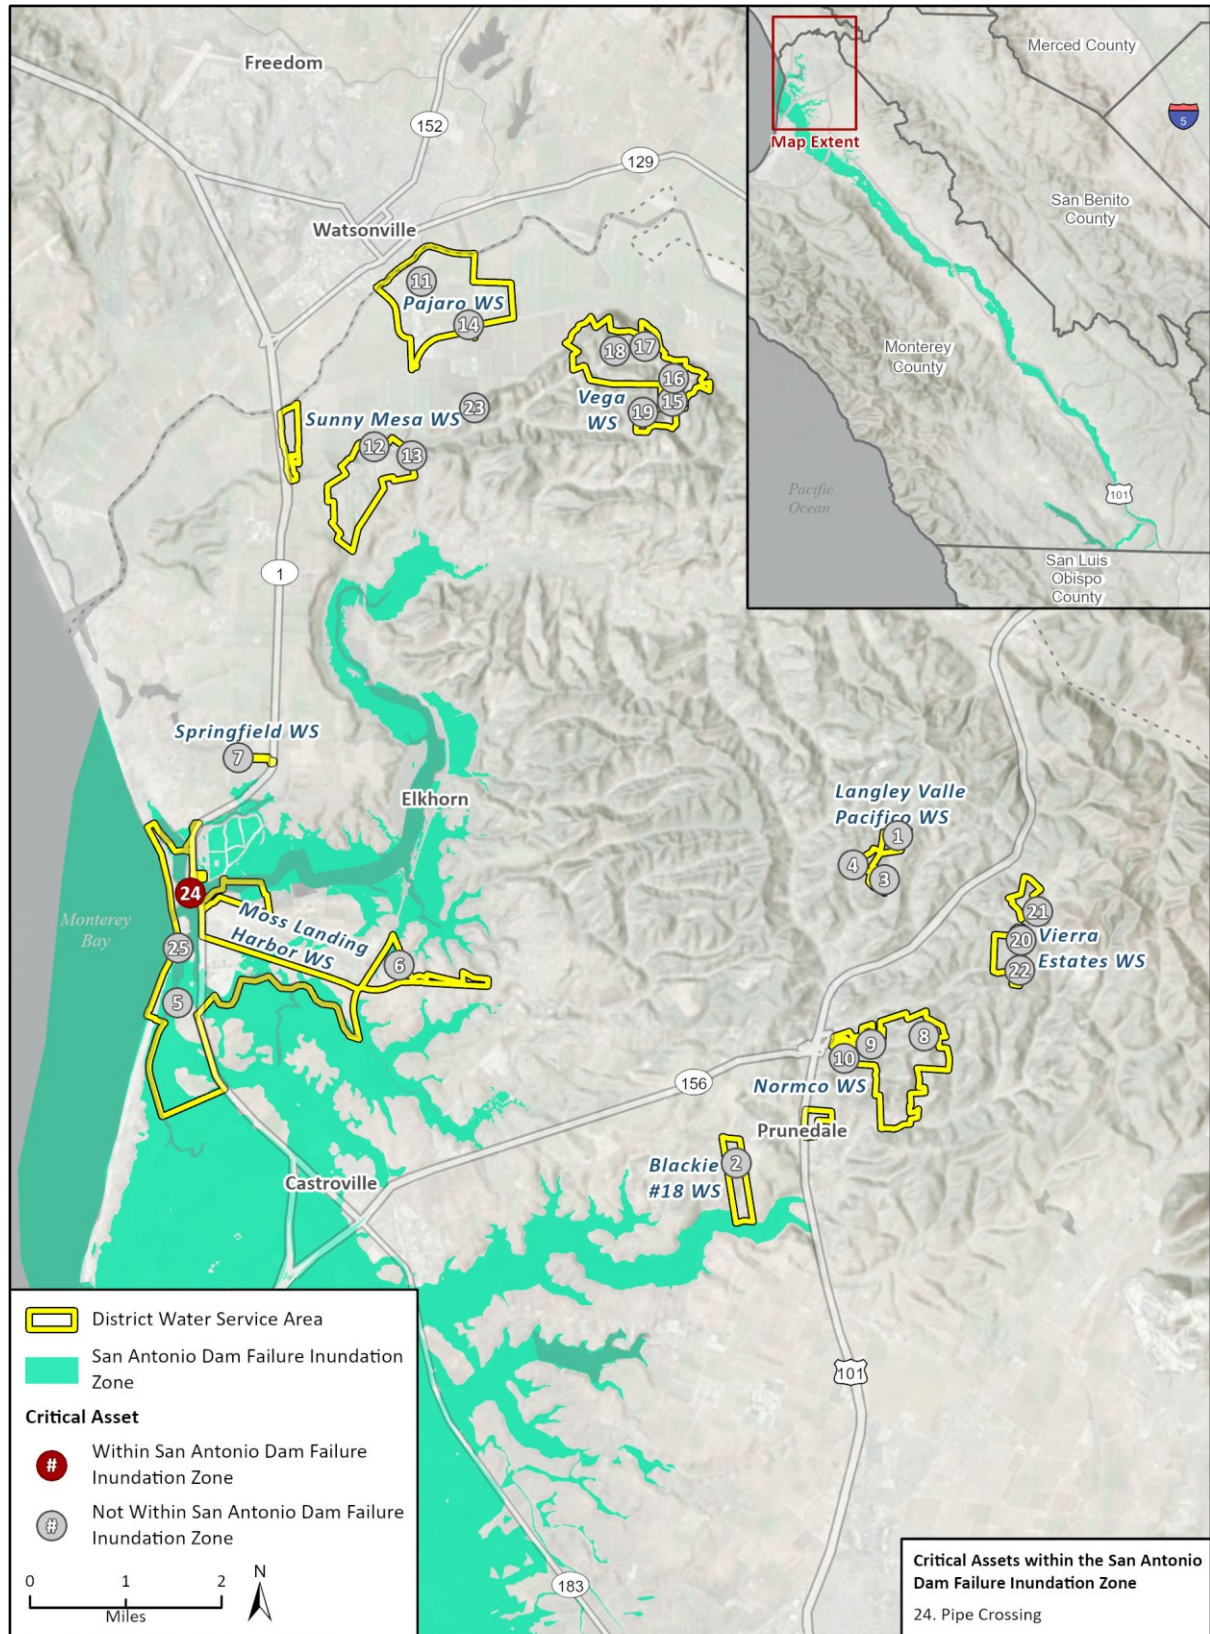 Freedom
152
129
Watsonville
11
Pajaro WS
14
18
17
16
15
19
Vega
WS
23
Sunny Mesa WS
12
13
1
Springfield WS
7
Elkhorn
Langley Valle
Pacifico WS
1
4
3
24
Monterey
Bay
Moss Landing
Harbor WS
25
6
5
21
20
Vierra
Estates WS
22
8
9
10
Normco WS
156
Prunedale
Blackie
#18 WS
2
Castroville
101
183
Merced County
5
Map Extent
San Benito
County
Monterey
County
Pacific
Ocean
101
San Luis
Obispo
County
District Water Service Area
San Antonio Dam Failure Inundation
Zone
Critical Asset
# Within San Antonio Dam Failure
Inundation Zone
# Not Within San Antonio Dam Failure
Inundation Zone
0 1 2
Miles
N
Critical Assets within the San Antonio
Dam Failure Inundation Zone
24. Pipe Crossing